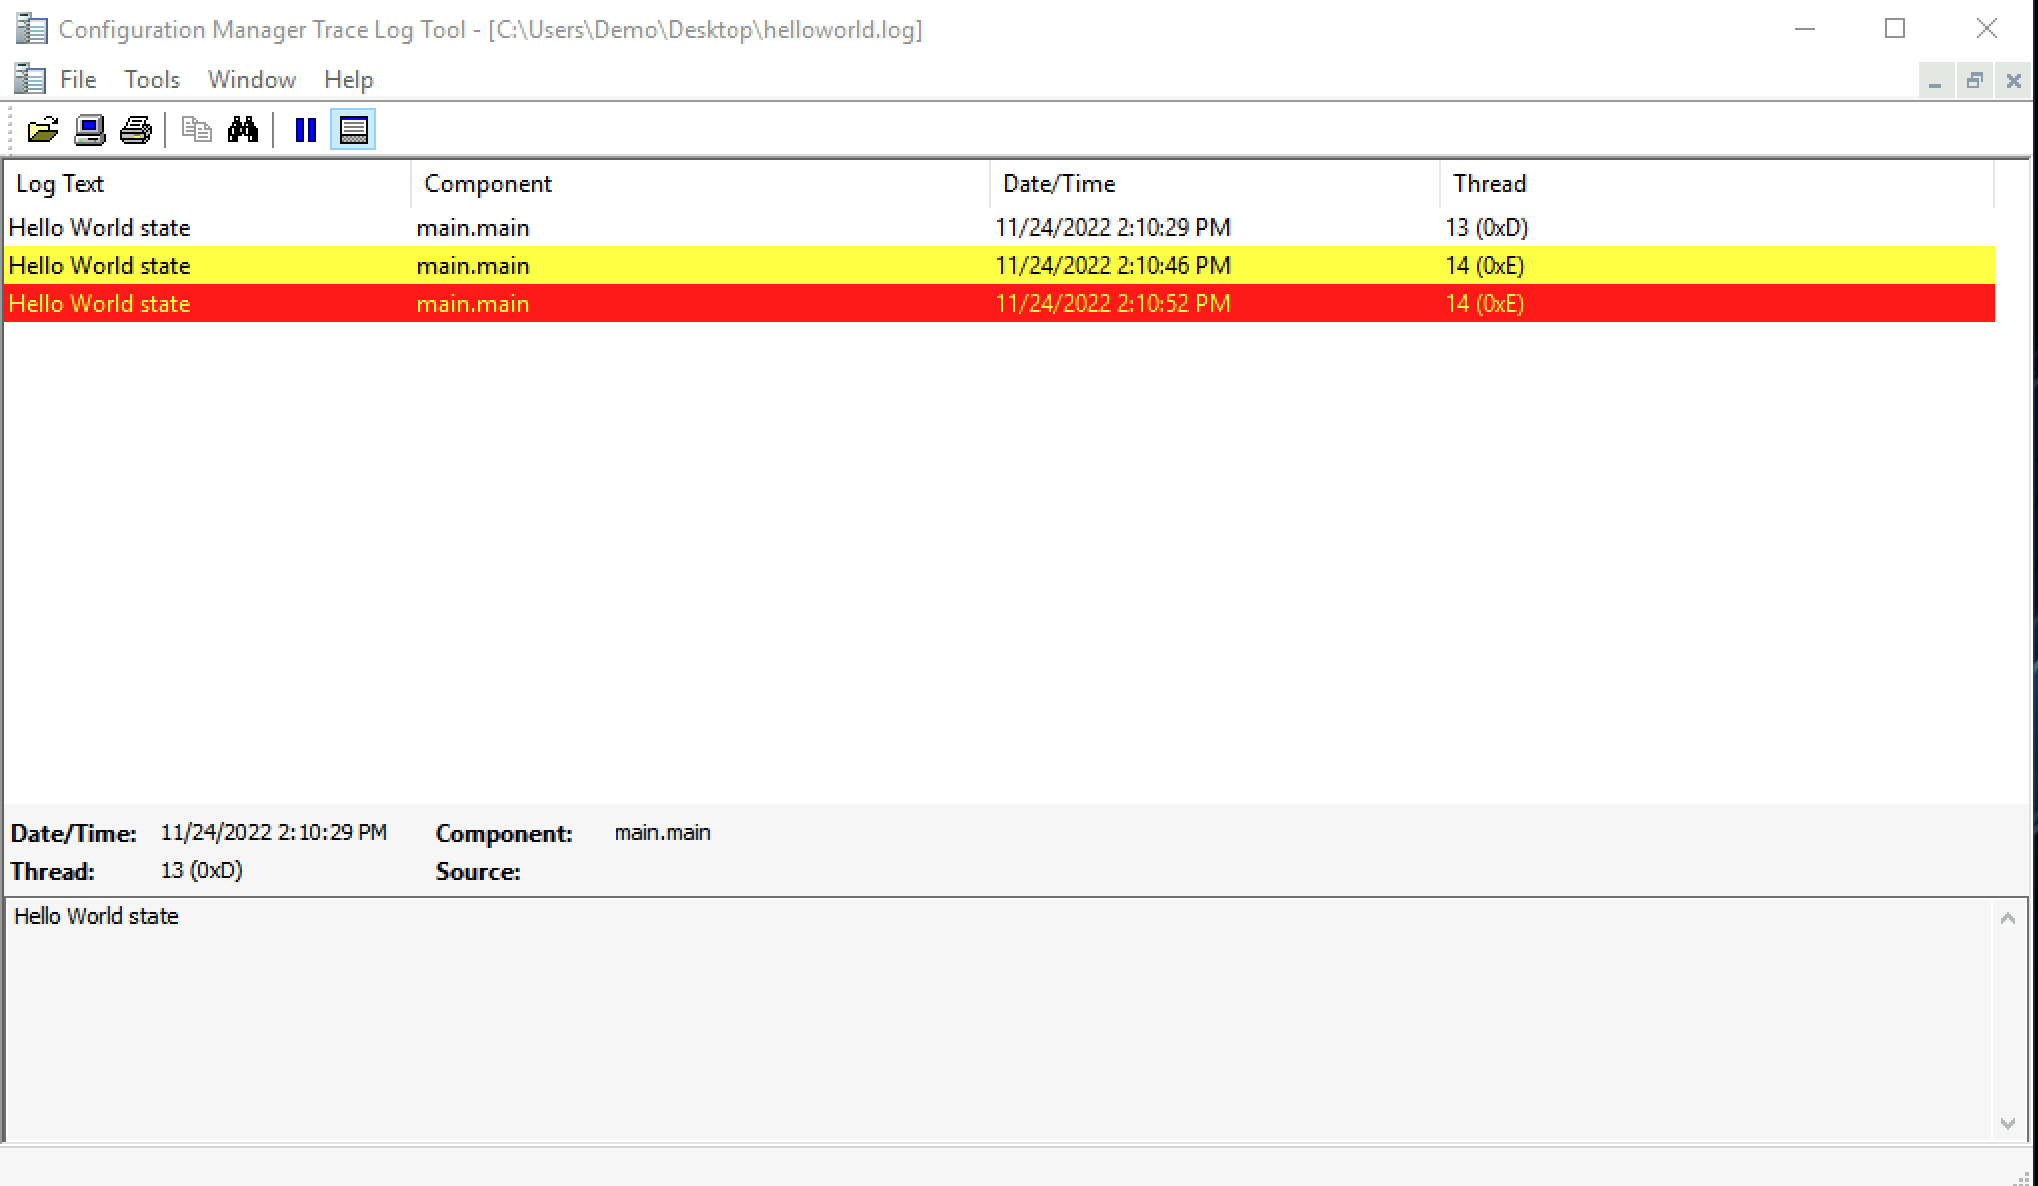 Configuration Manager Trace Log Tool - [C:\Users\Demo\Desktop\helloworld.log]
File Tools Window Help
Log Text Component Date/Time Thread
Hello World state main.main 11/24/2022 2:10:29 PM 13 (0xD)
Hello World state main.main 11/24/2022 2:10:46 PM 14 (0xE)
Hello World state main.main 11/24/2022 2:10:52 PM 14 (0xE)
Date/Time: 11/24/2022 2:10:29 PM Component: main.main
Thread: 13 (0xD) Source:
Hello World state